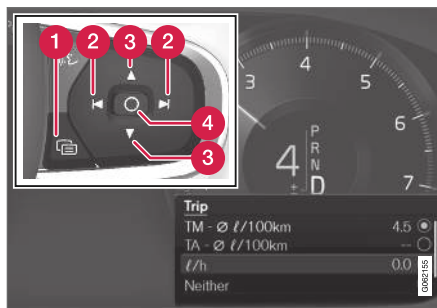 1
2
3
2
4
3
3
4
5
6
7
4
P
R
N
D
±
D
Trip
TM - Ø ℓ/100km 4.5
TA - Ø ℓ/100km --
ℓ/h 0.0
Neither
G062155